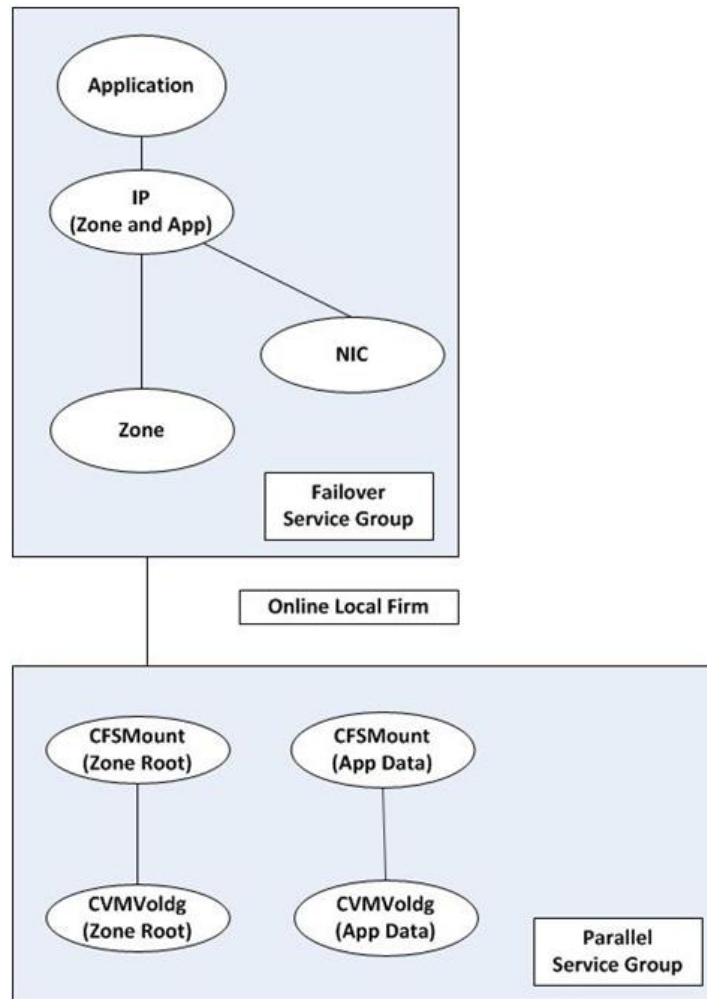 Application
IP
(Zone and App)
NIC
Zone
Failover
Service Group
Online Local Firm
CFSMount
(Zone Root)
CFSMount
(App Data)
CVMVoldg
(Zone Root)
CVMVoldg
(App Data)
Parallel
Service Group